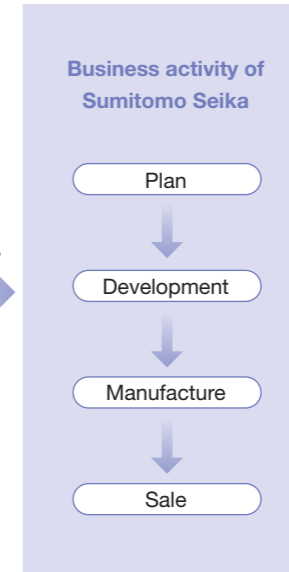 Business activity of
Sumitomo Seika
Plan
Development
Manufacture
Sale